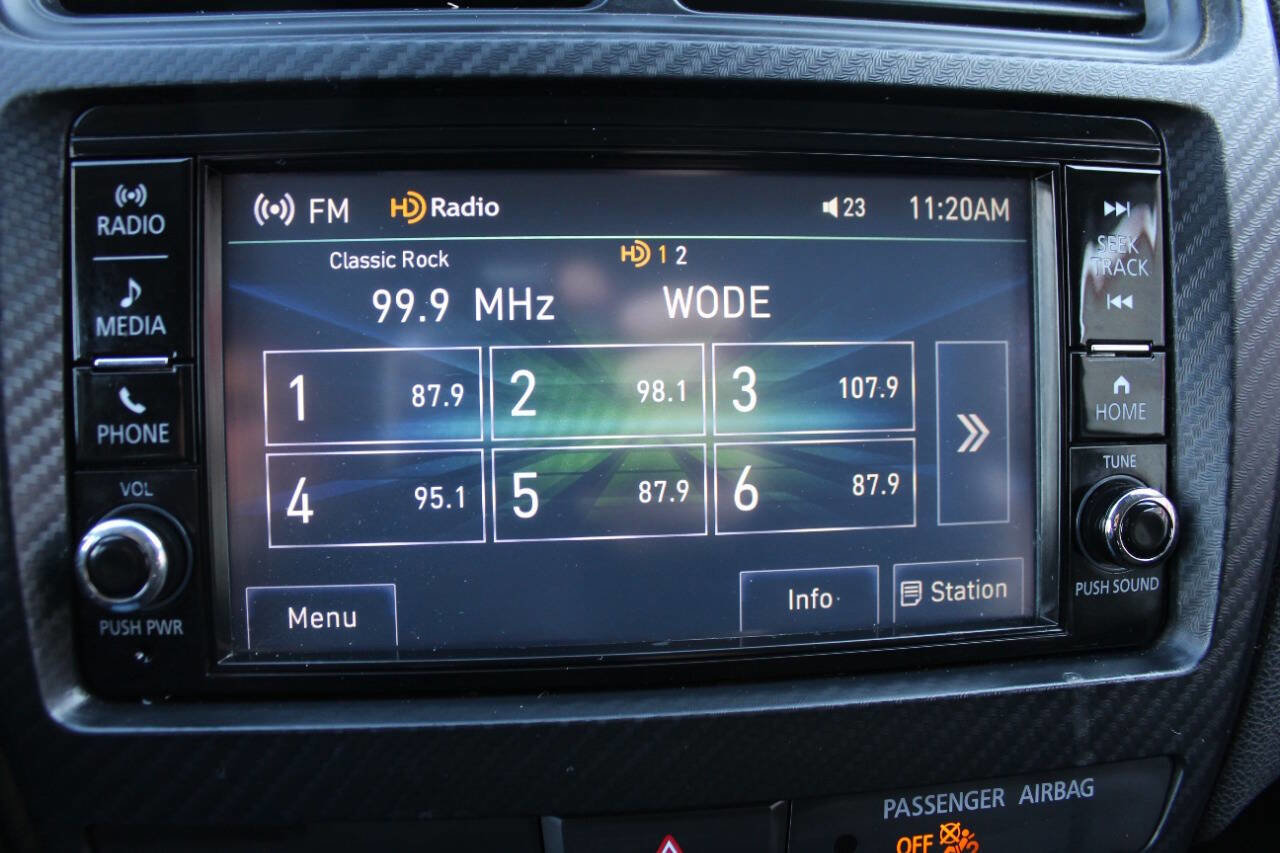 RADIO
MEDIA
PHONE
VOL
PUSH PWR
FM HD Radio 23 11:20AM
Classic Rock HD 1 2
99.9 MHz WODE
1 87.9 2 98.1 3 107.9
4 95.1 5 87.9 6 87.9
Menu Info Station
SEEK
TRACK
HOME
TUNE
PUSH SOUND
PASSENGER AIRBAG
OFF 2